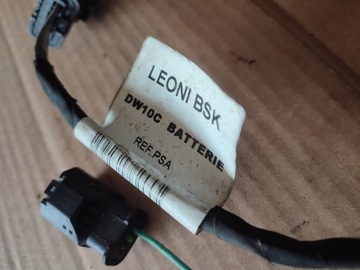 LEONI BSK
DW10C BATTERIE
REF.PSA